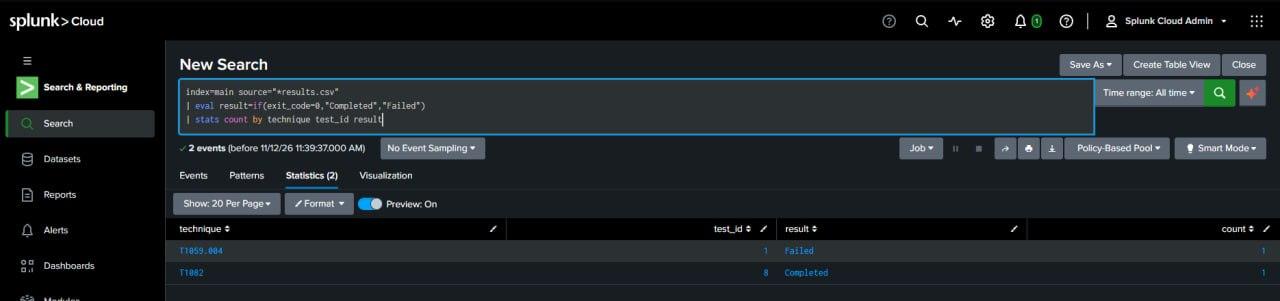 splunk>Cloud
1
Splunk Cloud Admin
Search & Reporting
Search
Datasets
Reports
Alerts
Dashboards
New Search
Save As
Create Table View
Close
index=main source="*results.csv"
| eval result=if(exit_code=0,"Completed","Failed")
| stats count by technique test_id result
Time range: All time
✓ 2 events (before 11/12/26 11:39:37.000 AM)
No Event Sampling
Job
Policy-Based Pool
Smart Mode
Events Patterns Statistics (2) Visualization
Show: 20 Per Page
Format
Preview: On
technique test_id result count
T1059.004 1 Failed 1
T1082 8 Completed 1